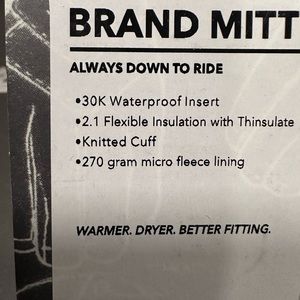 BRAND MITT
ALWAYS DOWN TO RIDE
•30K Waterproof Insert
•2.1 Flexible Insulation with Thinsulate
•Knitted Cuff
•270 gram micro fleece lining
WARMER. DRYER. BETTER FITTING.